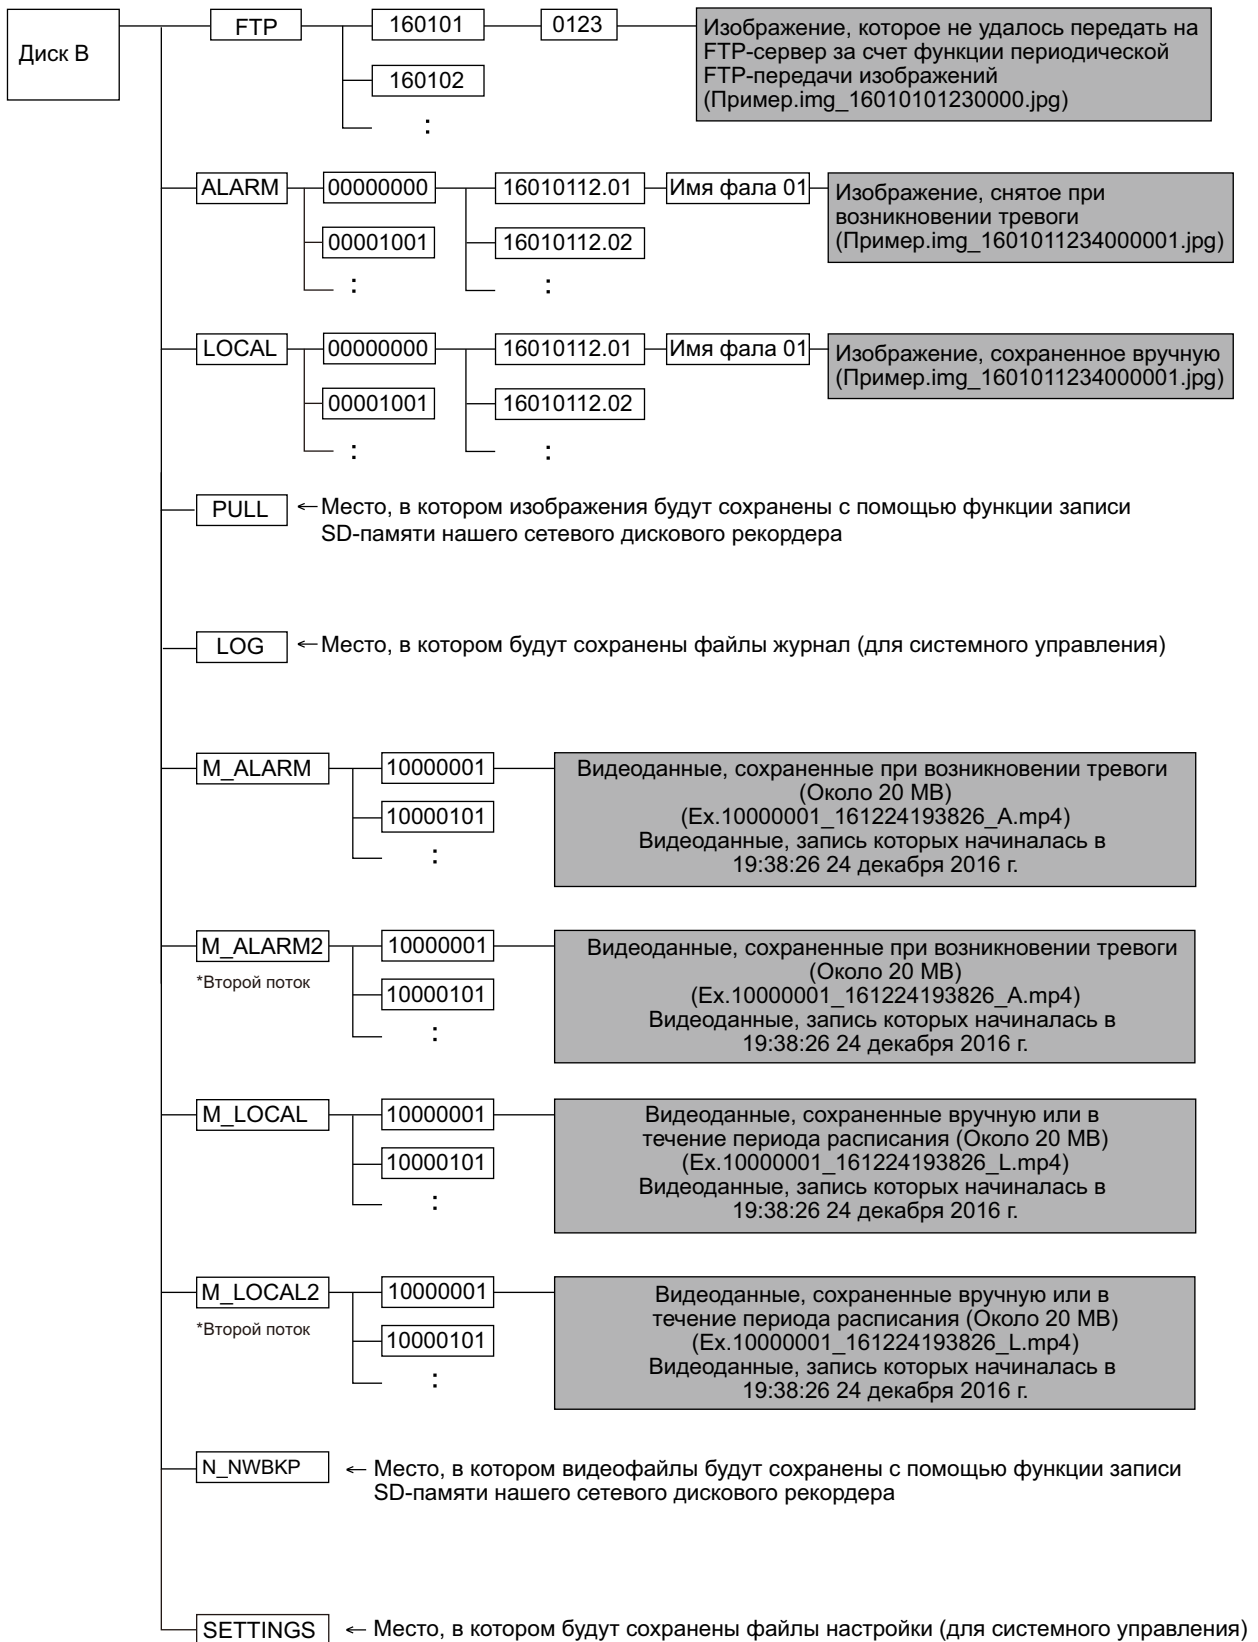 Диск B
FTP
160101
0123
Изображение, которое не удалось передать на
FTP-сервер за счет функции периодической
FTP-передачи изображений
(Пример.img_16010101230000.jpg)
160102
:
ALARM
00000000
16010112.01
Имя фала 01
Изображение, снятое при
возникновении тревоги
(Пример.img_1601011234000001.jpg)
00001001
16010112.02
:
:
LOCAL
00000000
16010112.01
Имя фала 01
Изображение, сохраненное вручную
(Пример.img_1601011234000001.jpg)
00001001
16010112.02
:
:
PULL
← Место, в котором изображения будут сохранены с помощью функции записи
SD-памяти нашего сетевого дискового рекордера
LOG
← Место, в котором будут сохранены файлы журнал (для системного управления)
M_ALARM
10000001
Видеоданные, сохраненные при возникновении тревоги
(Около 20 MB)
(Ex.10000001_161224193826_A.mp4)
Видеоданные, запись которых начиналась в
19:38:26 24 декабря 2016 г.
10000101
:
M_ALARM2
*Второй поток
10000001
Видеоданные, сохраненные при возникновении тревоги
(Около 20 MB)
(Ex.10000001_161224193826_A.mp4)
Видеоданные, запись которых начиналась в
19:38:26 24 декабря 2016 г.
10000101
:
M_LOCAL
10000001
Видеоданные, сохраненные вручную или в
течение периода расписания (Около 20 MB)
(Ex.10000001_161224193826_L.mp4)
Видеоданные, запись которых начиналась в
19:38:26 24 декабря 2016 г.
10000101
:
M_LOCAL2
*Второй поток
10000001
Видеоданные, сохраненные вручную или в
течение периода расписания (Около 20 MB)
(Ex.10000001_161224193826_L.mp4)
Видеоданные, запись которых начиналась в
19:38:26 24 декабря 2016 г.
10000101
:
N_NWBKP
← Место, в котором видеофайлы будут сохранены с помощью функции записи
SD-памяти нашего сетевого дискового рекордера
SETTINGS
← Место, в котором будут сохранены файлы настройки (для системного управления)